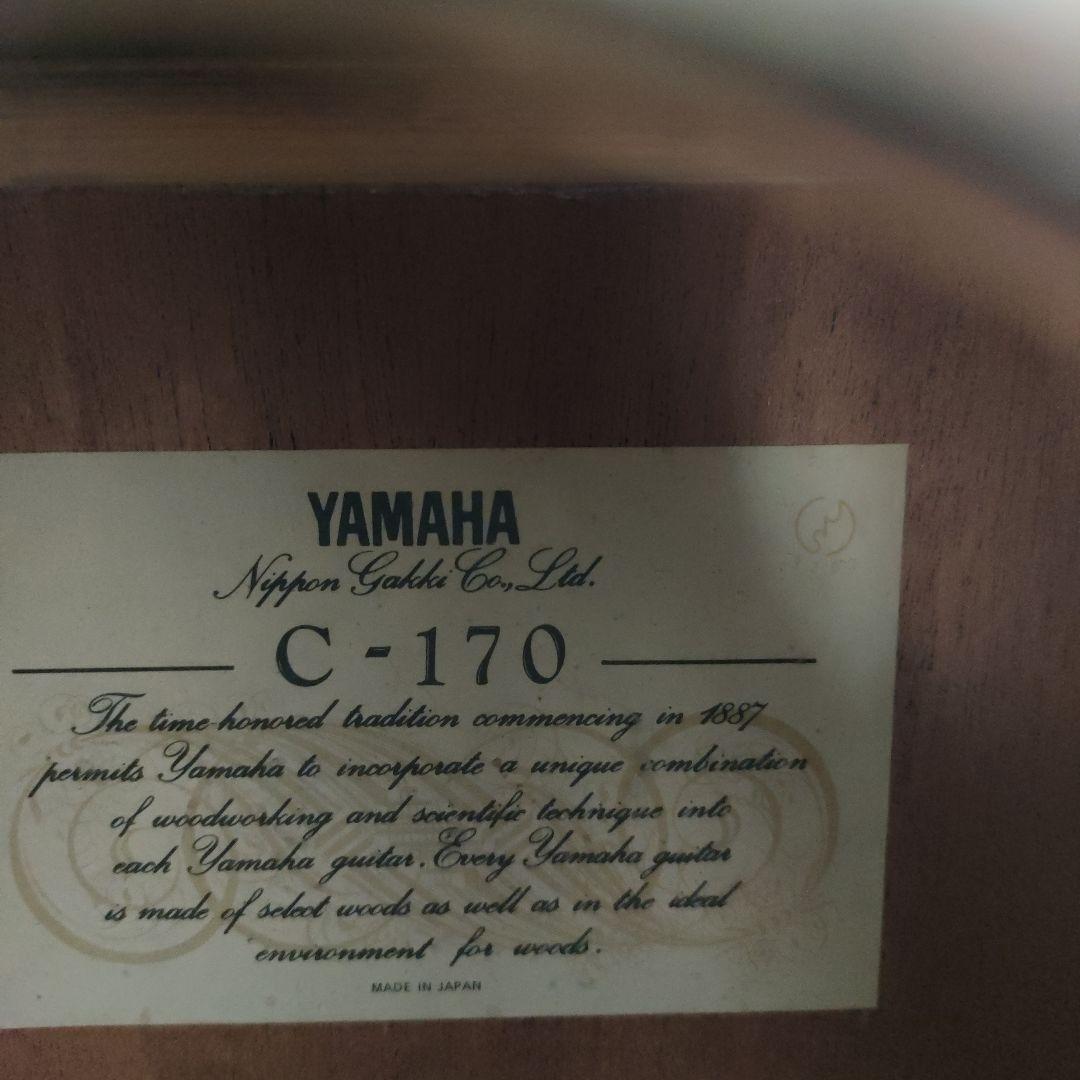 YAMAHA
Nippon Gakki Co., Ltd.
C-170
The time-honored tradition commencing in 1887
permits Yamaha to incorporate a unique combination
of woodworking and scientific technique into
each Yamaha guitar. Every Yamaha guitar
is made of select woods as well as in the ideal
environment for woods.
MADE IN JAPAN